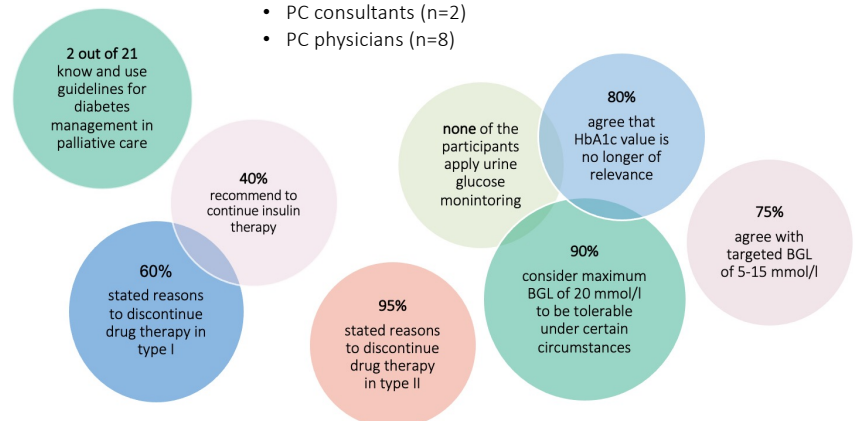 • PC consultants (n=2)
• PC physicians (n=8)
2 out of 21
know and use
guidelines for
diabetes
management in
palliative care
40%
recommend to
continue insulin
therapy
60%
stated reasons
to discontinue
drug therapy in
type I
95%
stated reasons
to discontinue
drug therapy
in type II
none of the
participants
apply urine
glucose
monintoring
80%
agree that
HbA1c value is
no longer of
relevance
90%
consider maximum
BGL of 20 mmol/l
to be tolerable
under certain
circumstances
75%
agree with
targeted BGL
of 5-15 mmol/l